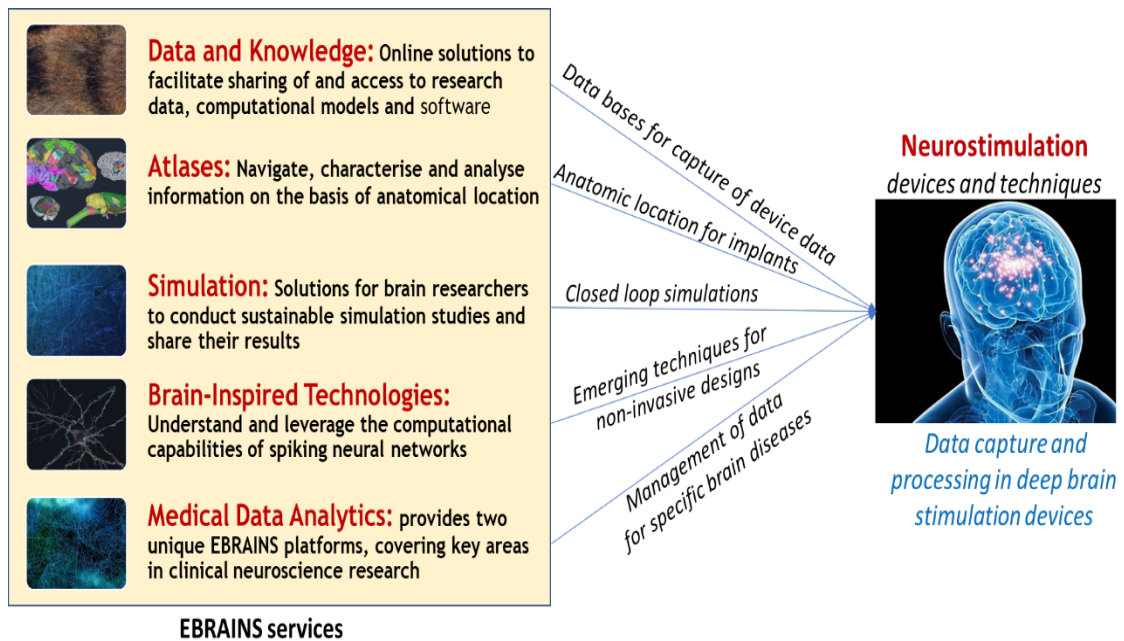 Data and Knowledge: Online solutions to
facilitate sharing of and access to research
data, computational models and software
Atlases: Navigate, characterise and analyse
information on the basis of anatomical location
Simulation: Solutions for brain researchers
to conduct sustainable simulation studies and
share their results
Brain-Inspired Technologies:
Understand and leverage the computational
capabilities of spiking neural networks
Medical Data Analytics: provides two
unique EBRAINS platforms, covering key areas
in clinical neuroscience research
EBRAINS services
Data bases for capture of device data
Anatomic location for implants
Closed loop simulations
Emerging techniques for
non-invasive designs
Management of data
for specific brain diseases
Neurostimulation
devices and techniques
Data capture and
processing in deep brain
stimulation devices